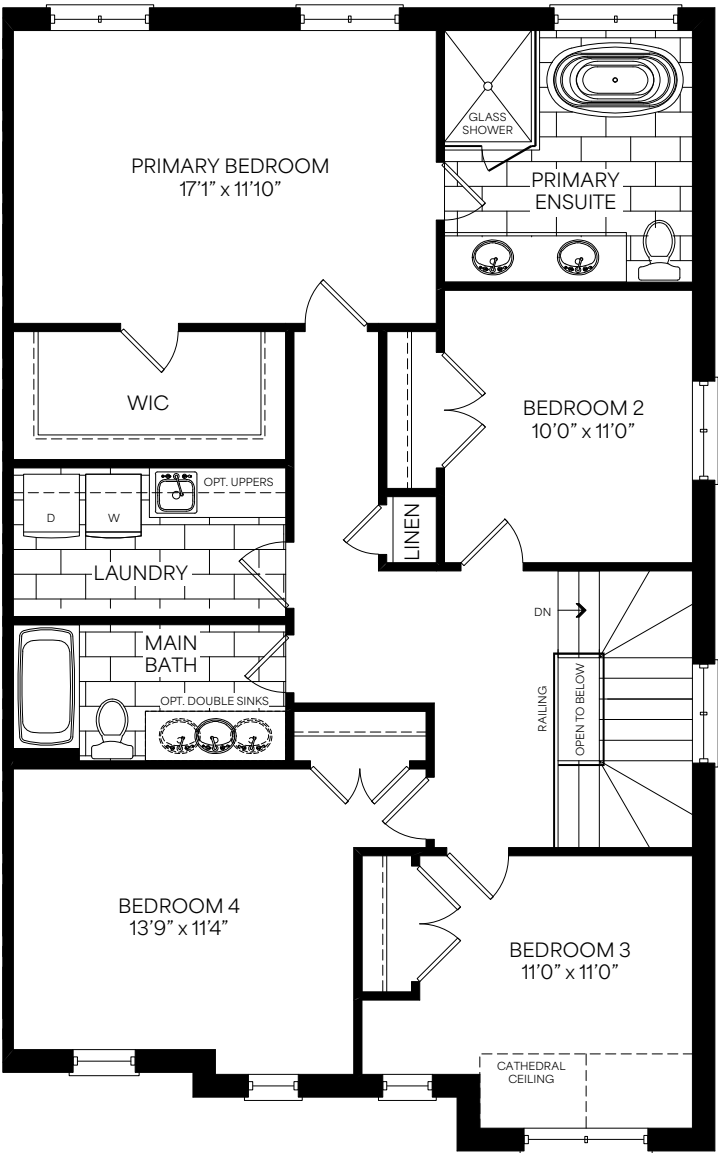 GLASS
SHOWER
PRIMARY BEDROOM
17'1" x 11'10"
PRIMARY
ENSUITE
WIC
BEDROOM 2
10'0" x 11'0"
OPT. UPPERS
D
W
LINEN
LAUNDRY
DN
MAIN
BATH
OPT. DOUBLE SINKS
RAILING
OPEN TO BELOW
BEDROOM 4
13'9" x 11'4"
BEDROOM 3
11'0" x 11'0"
CATHEDRAL
CEILING